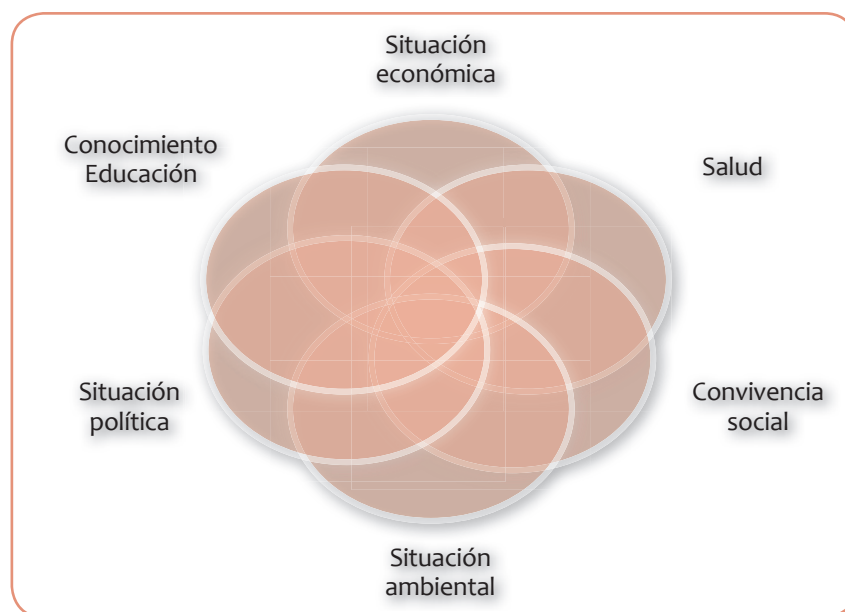 Situación
económica
Conocimiento
Educación
Salud
Situación
política
Convivencia
social
Situación
ambiental